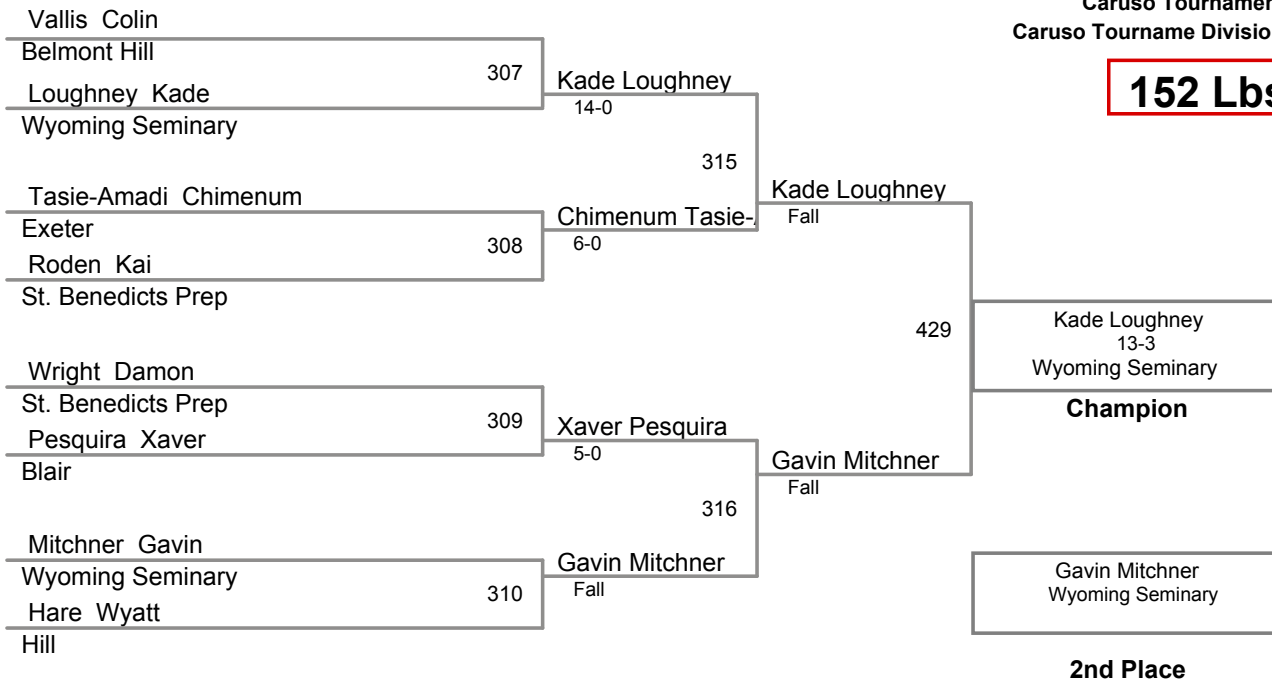 Caruso Tournamen
Caruso Tourname Divisio
152 Lbs
Vallis Colin
Belmont Hill
307
Loughney Kade
Wyoming Seminary
Kade Loughney
14-0
315
Tasie-Amadi Chimenum
Exeter
308
Roden Kai
St. Benedicts Prep
Chimenum Tasie-
6-0
Kade Loughney
Fall
429
Wright Damon
St. Benedicts Prep
309
Pesquira Xaver
Blair
Xaver Pesquira
5-0
316
Mitchner Gavin
Wyoming Seminary
310
Hare Wyatt
Hill
Gavin Mitchner
Fall
Gavin Mitchner
Fall
Kade Loughney
13-3
Wyoming Seminary
Champion
Gavin Mitchner
Wyoming Seminary
2nd Place